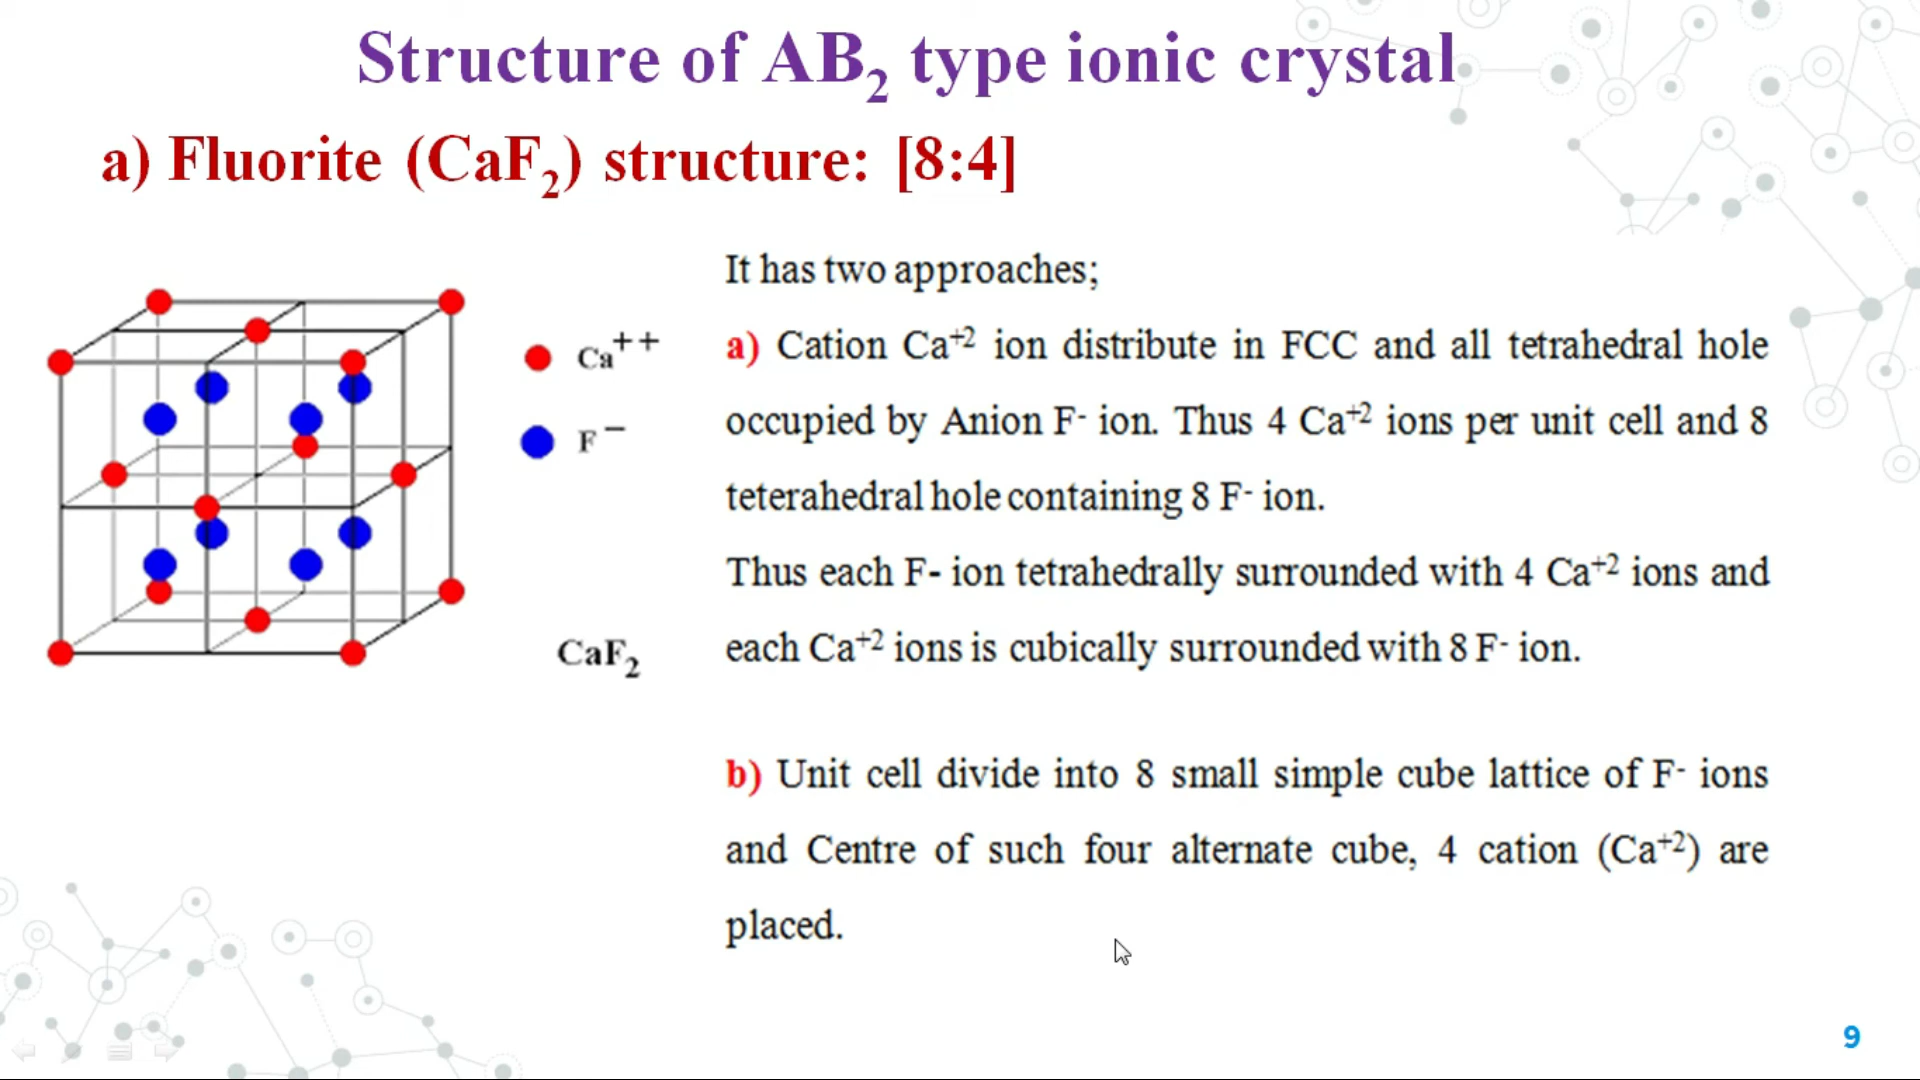 Structure of AB₂ type ionic crystal
a) Fluorite (CaF₂) structure: [8:4]
It has two approaches;
a) Cation Ca⁺² ion distribute in FCC and all tetrahedral hole
occupied by Anion F⁻ ion. Thus 4 Ca⁺² ions per unit cell and 8
teterahedral hole containing 8 F⁻ ion.
Thus each F- ion tetrahedrally surrounded with 4 Ca⁺² ions and
each Ca⁺² ions is cubically surrounded with 8 F⁻ ion.
b) Unit cell divide into 8 small simple cube lattice of F⁻ ions
and Centre of such four alternate cube, 4 cation (Ca⁺²) are
placed.
Ca⁺⁺
F⁻
CaF₂
9